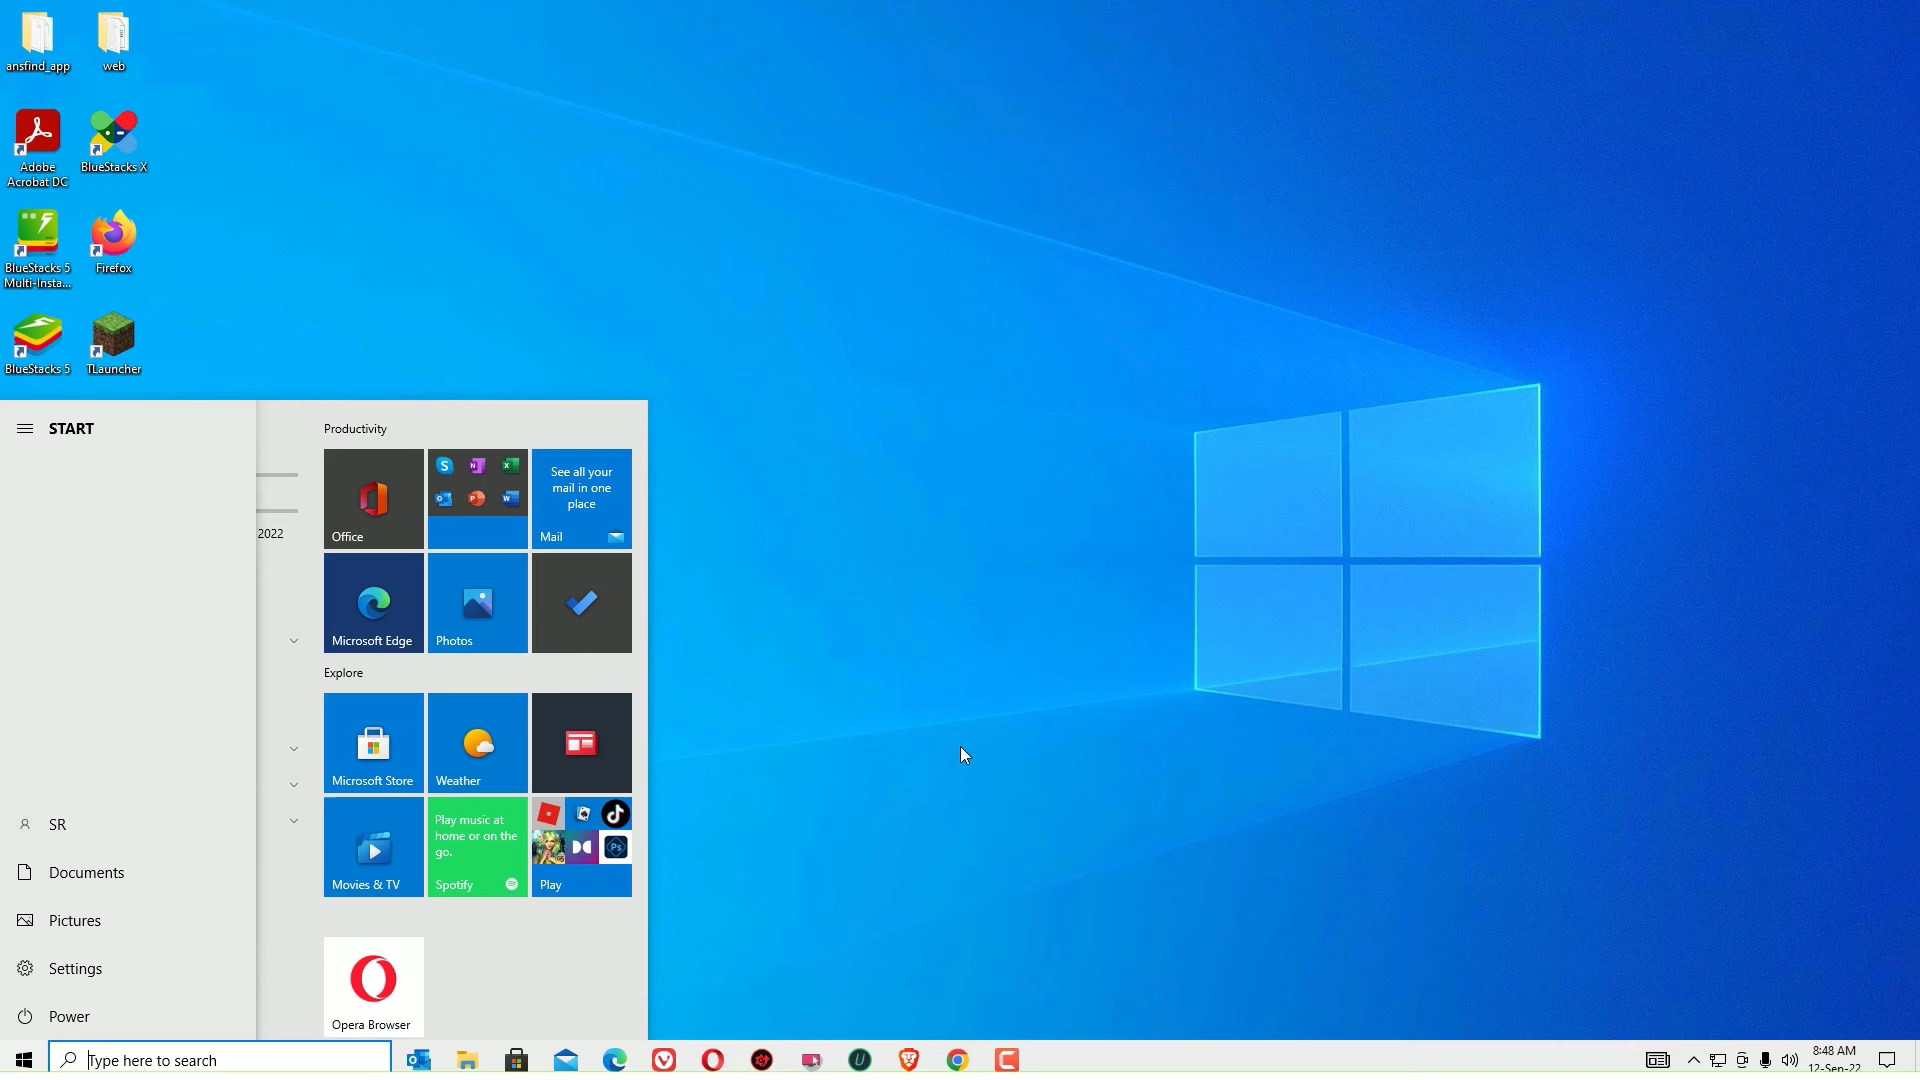 ansfind_app
web
Adobe
Acrobat DC
BlueStacks X
BlueStacks 5
Multi-Insta...
Firefox
BlueStacks 5
TLauncher
START
2022
SR
Documents
Pictures
Settings
Power
Productivity
Office
See all your
mail in one
place
Mail
Microsoft Edge
Photos
Explore
Microsoft Store
Weather
Movies & TV
Play music at
home or on the
go.
Spotify
Play
Opera Browser
Type here to search
8:48 AM
12-Sep-22